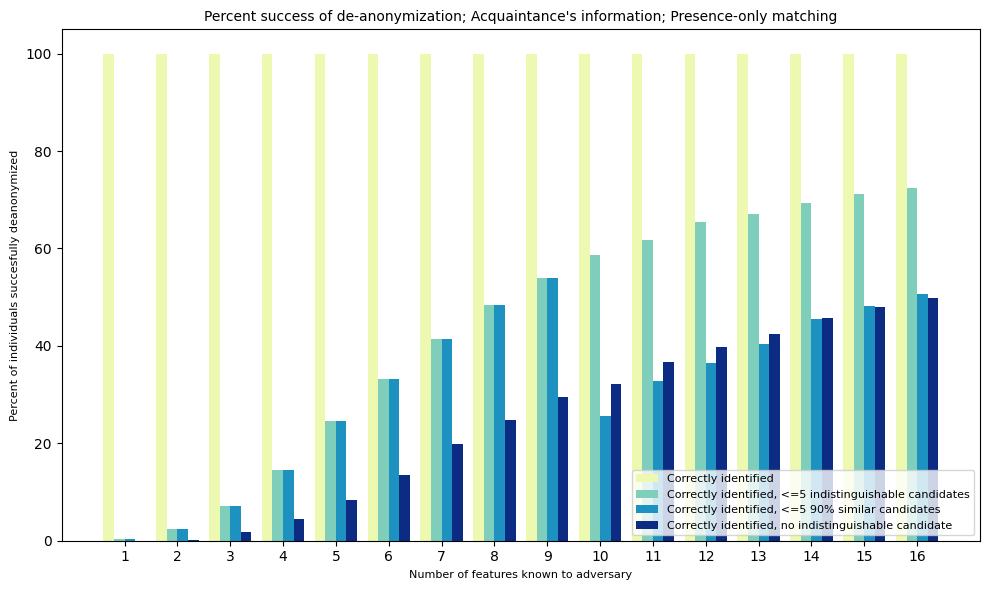 Percent success of de-anonymization; Acquaintance's information; Presence-only matching
Percent of individuals succesfully deanonymized
100
80
60
40
20
0
Correctly identified
Correctly identified, <=5 indistinguishable candidates
Correctly identified, <=5 90% similar candidates
Correctly identified, no indistinguishable candidate
1 2 3 4 5 6 7 8 9 10 11 12 13 14 15 16
Number of features known to adversary